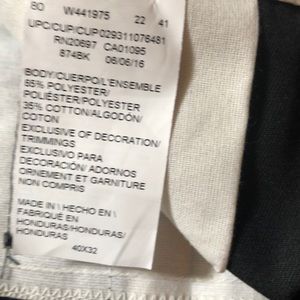 BO W441975 22 41
UPC/CUP/CUP029311076481
RN20697 CA01095
874BK 06/06/16
BODY/CUERPO/L'ENSEMBLE
65% POLYESTER/
POLIÉSTER/POLYESTER
35% COTTON/ALGODÓN/
COTON
EXCLUSIVE OF DECORATION/
TRIMMINGS
EXCLUSIVO PARA
DECORACIÓN/ ADORNOS
ORNEMENT ET GARNITURE
NON COMPRIS
MADE IN \ HECHO EN \
FABRIQUÉ EN
HONDURAS/HONDURAS/
HONDURAS
40X32